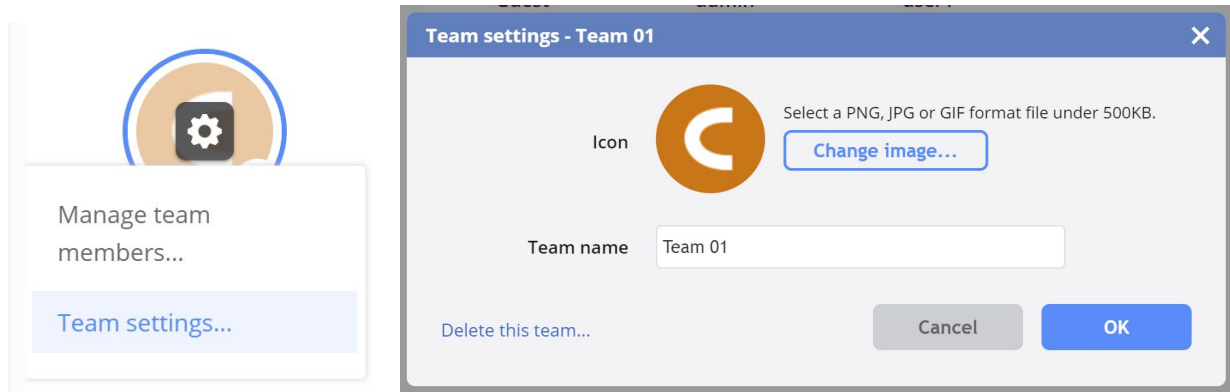 Manage team
members...
Team settings...
Team settings - Team 01
Select a PNG, JPG or GIF format file under 500KB.
Icon
Change image...
Team name
Team 01
Delete this team...
Cancel
OK